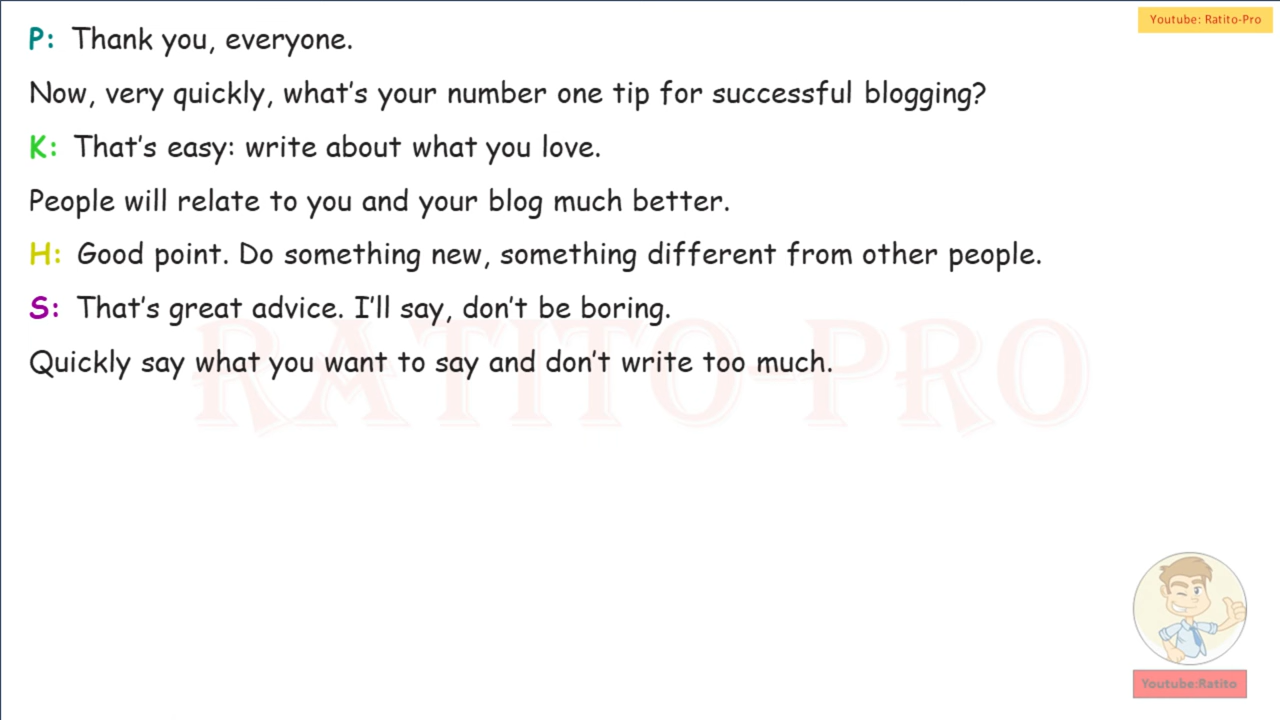 Youtube: Ratito-Pro
P: Thank you, everyone.
Now, very quickly, what's your number one tip for successful blogging?
K: That's easy: write about what you love.
People will relate to you and your blog much better.
H: Good point. Do something new, something different from other people.
S: That's great advice. I'll say, don't be boring.
Quickly say what you want to say and don't write too much.
RATITO-PRO
Youtube:Ratito